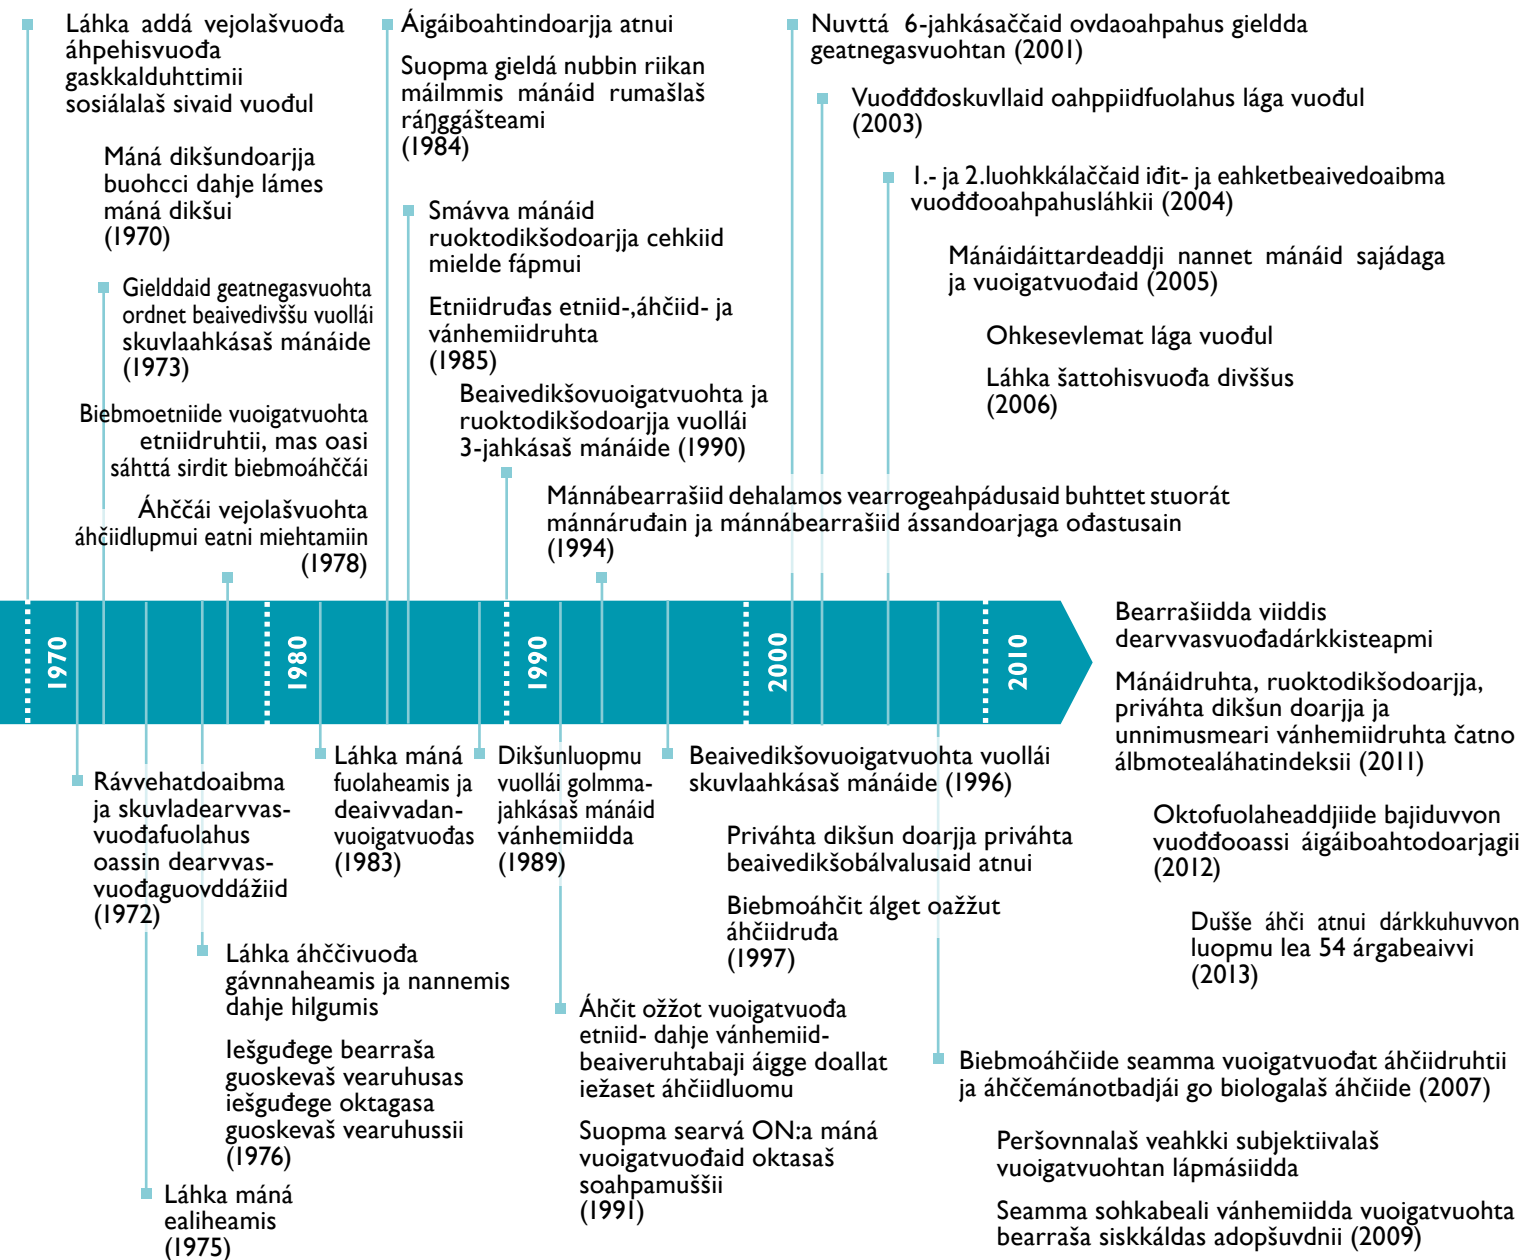 Láhka addá vejolašvuođa
áhpehisvuođa
gaskkalduhttimii
sosiálalaš sivaid vuođul
Máná dikšundoarjja
buohcci dahje lámes
máná dikšui
(1970)
Gielddaid geatnegasvuohta
ordnet beaivedivššu vuollái
skuvlaahkásaš mánáide
(1973)
Biebmoetniide vuoigatvuohta
etniidruhtii, mas oasi
sáhttá sirdit biebmoáhččái
Áhččái vejolašvuohta
áhčiidlupmui eatni miehtamiin
(1978)
Áigáiboahtindoarjja atnui
Suopma gieldá nubbin riikan
máilmmis mánáid rumašlaš
ráŋggášteami
(1984)
Smávva mánáid
ruoktodikšodoarjja cehkiid
mielde fápmui
Etniidruđas etniid-,áhčiid- ja
vánhemiidruhta
(1985)
Beaivedikšovuoigatvuohta ja
ruoktodikšodoarjja vuollái
3-jahkásaš mánáide (1990)
Mánnábearrašiid dehalamos vearrogeahpádusaid buhttet stuorát
mánnáruđain ja mánnábearrašiid ássandoarjaga ođastusain
(1994)
Nuvttá 6-jahkásaččaid ovdaoahpahus gieldda
geatnegasvuohtan (2001)
Vuođđđoskuvllaid oahppiidfuolahus lága vuođul
(2003)
1.- ja 2.luohkkálaččaid iđit- ja eahketbeaivedoaibma
vuođđooahpahusláhkii (2004)
Mánáidáittardeaddji nannet mánáid sajádaga
ja vuoigatvuođaid (2005)
Ohkesevlemat lága vuođul
Láhka šattohisvuođa divššus
(2006)
1970
1980
1990
2000
2010
Rávvehatdoaibma
ja skuvladearvvas-
vuođafuolahus
oassin dearvvas-
vuođaguovddážiid
(1972)
Láhka máná
ealiheamis
(1975)
Láhka áhččivuođa
gávnnaheamis ja nannemis
dahje hilgumis
Iešguđege bearraša
guoskevaš vearuhusas
iešguđege oktagasa
guoskevaš vearuhussii
(1976)
Láhka máná
fuolaheamis ja
deaivvadan-
vuoigatvuođas
(1983)
Dikšunluopmu
vuollái golmma-
jahkásaš mánáid
vánhemiidda
(1989)
Áhčit ožžot vuoigatvuođa
etniid- dahje vánhemiid-
beaiveruhtabaji áigge doallat
iežaset áhčiidluomu
Suopma searvá ON:a máná
vuoigatvuođaid oktasaš
soahpamuššii
(1991)
Beaivedikšovuoigatvuohta vuollái
skuvlaahkásaš mánáide (1996)
Priváhta dikšun doarjja priváhta
beaivedikšobálvalusaid atnui
Biebmoáhčit álget oažžut
áhčiidruđa
(1997)
Biebmoáhčiide seamma vuoigatvuođat áhčiidruhtii
ja áhččemánotbadjái go biologalaš áhčiide (2007)
Peršovnnalaš veahkki subjektiivalaš
vuoigatvuohtan lápmásiidda
Seamma sohkabeali vánhemiidda vuoigatvuohta
bearraša siskkáldas adopšuvdnii (2009)
Bearrašiidda viiddis
dearvvasvuođadárkkisteapmi
Mánáidruhta, ruoktodikšodoarjja,
priváhta dikšun doarjja ja
unnimusmeari vánhemiidruhta čatno
álbmotealáhatindeksii (2011)
Oktofuolaheaddjiide bajiduvvon
vuođđooassi áigáiboahtodoarjagii
(2012)
Dušše áhči atnui dárkkuhuvvon
luopmu lea 54 árgabeaivvi
(2013)